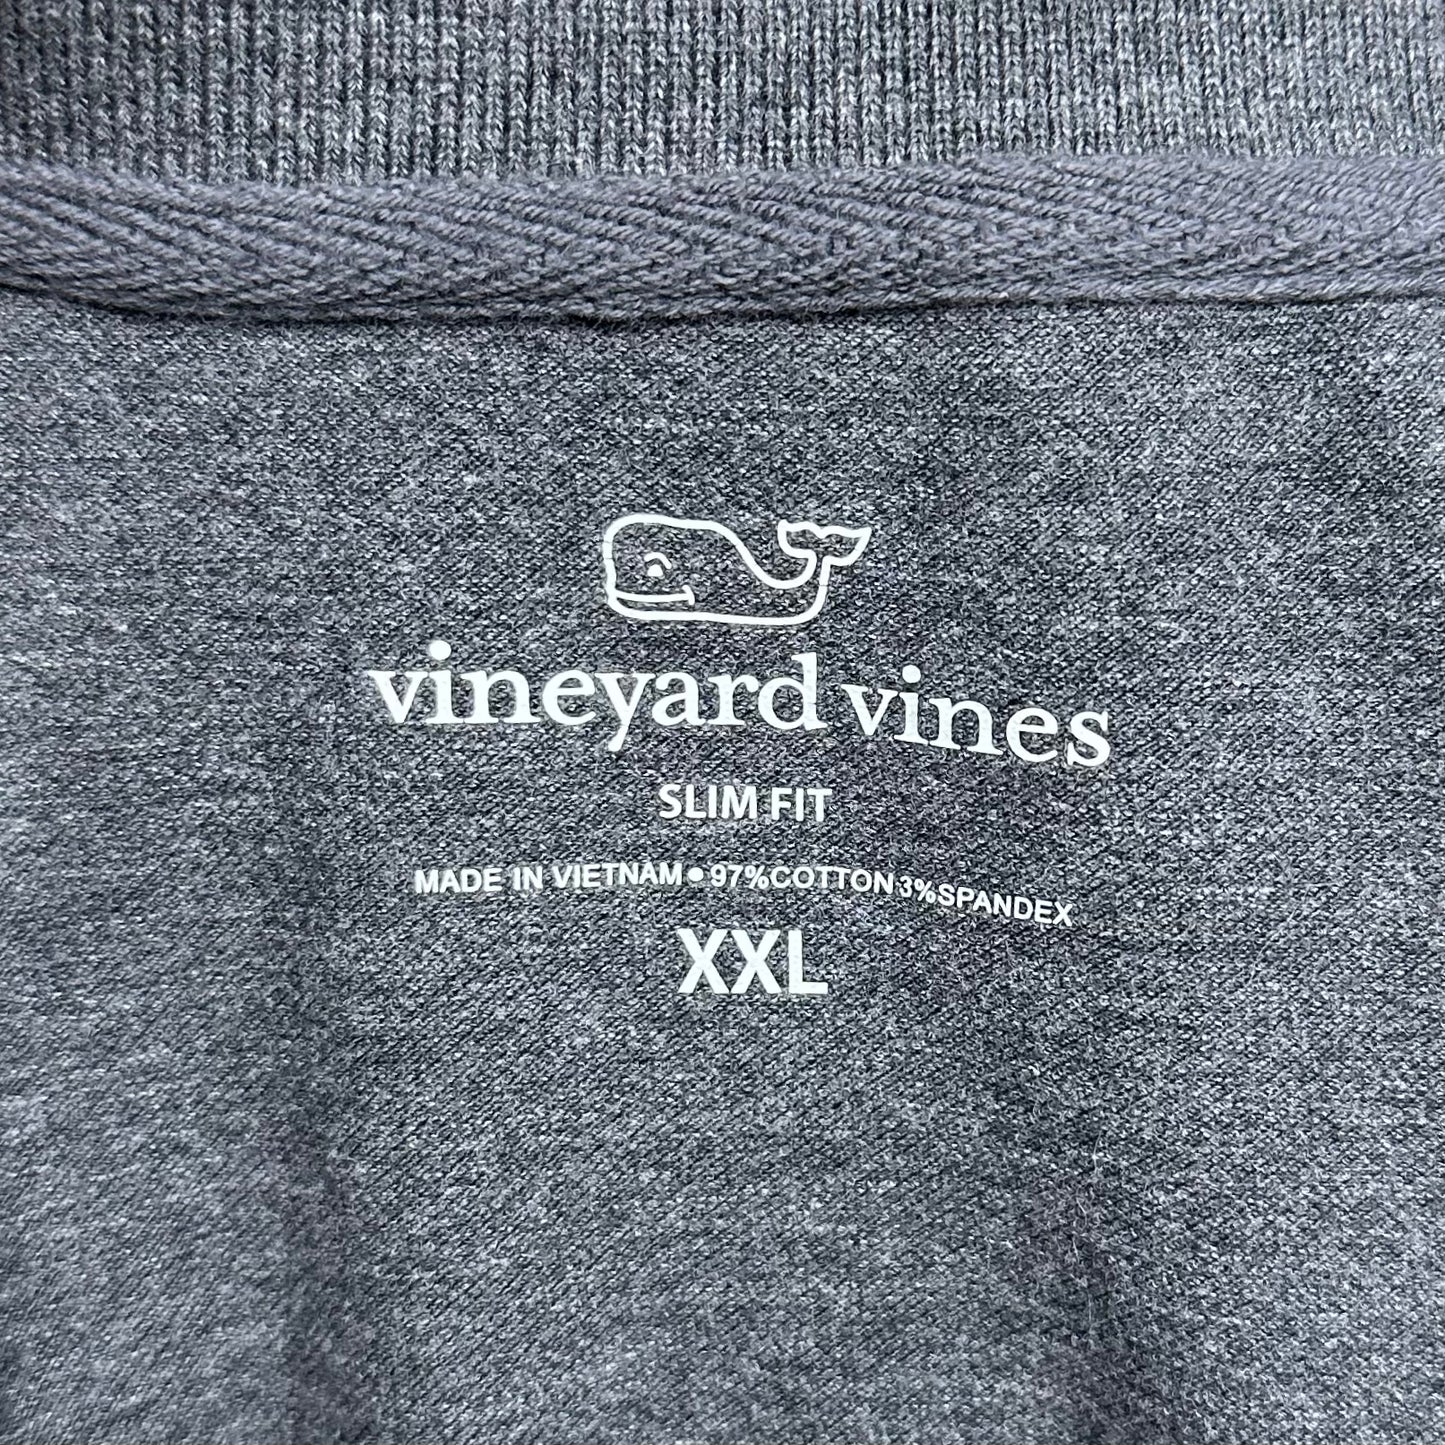 vineyard vines
SLIM FIT
MADE IN VIETNAM • 97%COTTON 3%SPANDEX
XXL